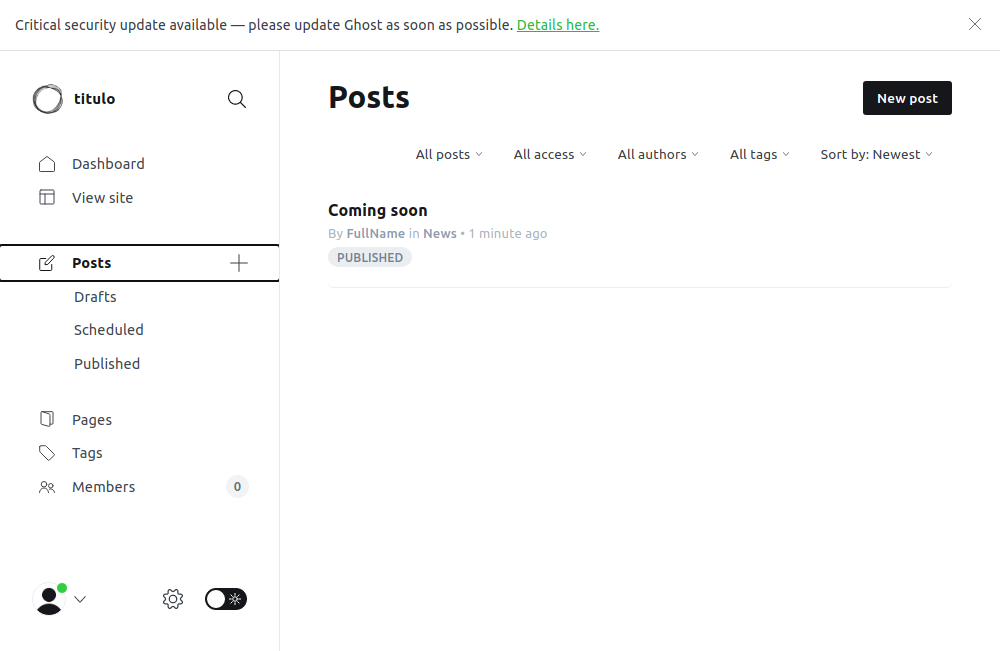 Critical security update available — please update Ghost as soon as possible. Details here.
titulo
Dashboard
View site
Posts
Drafts
Scheduled
Published
Pages
Tags
Members 0
Posts
New post
All posts All access All authors All tags Sort by: Newest
Coming soon
By FullName in News • 1 minute ago
PUBLISHED